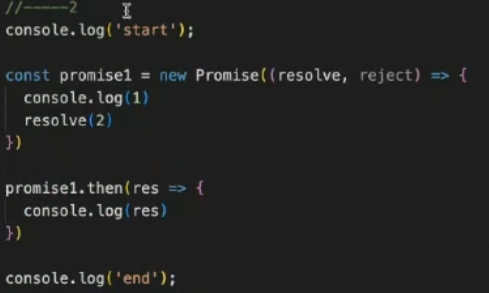 //-----2
console.log('start');
const promise1 = new Promise((resolve, reject) => {
console.log(1)
resolve(2)
})
promise1.then(res => {
console.log(res)
})
console.log('end');